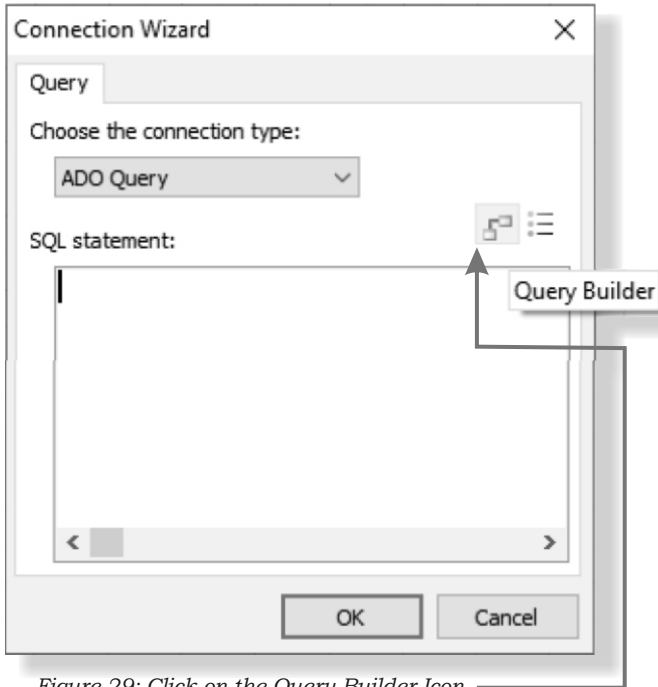 Connection Wizard
Query
Choose the connection type:
ADO Query
SQL statement:
Query Builder
OK
Cancel
Figure 29: Click on the Query Builder Icon